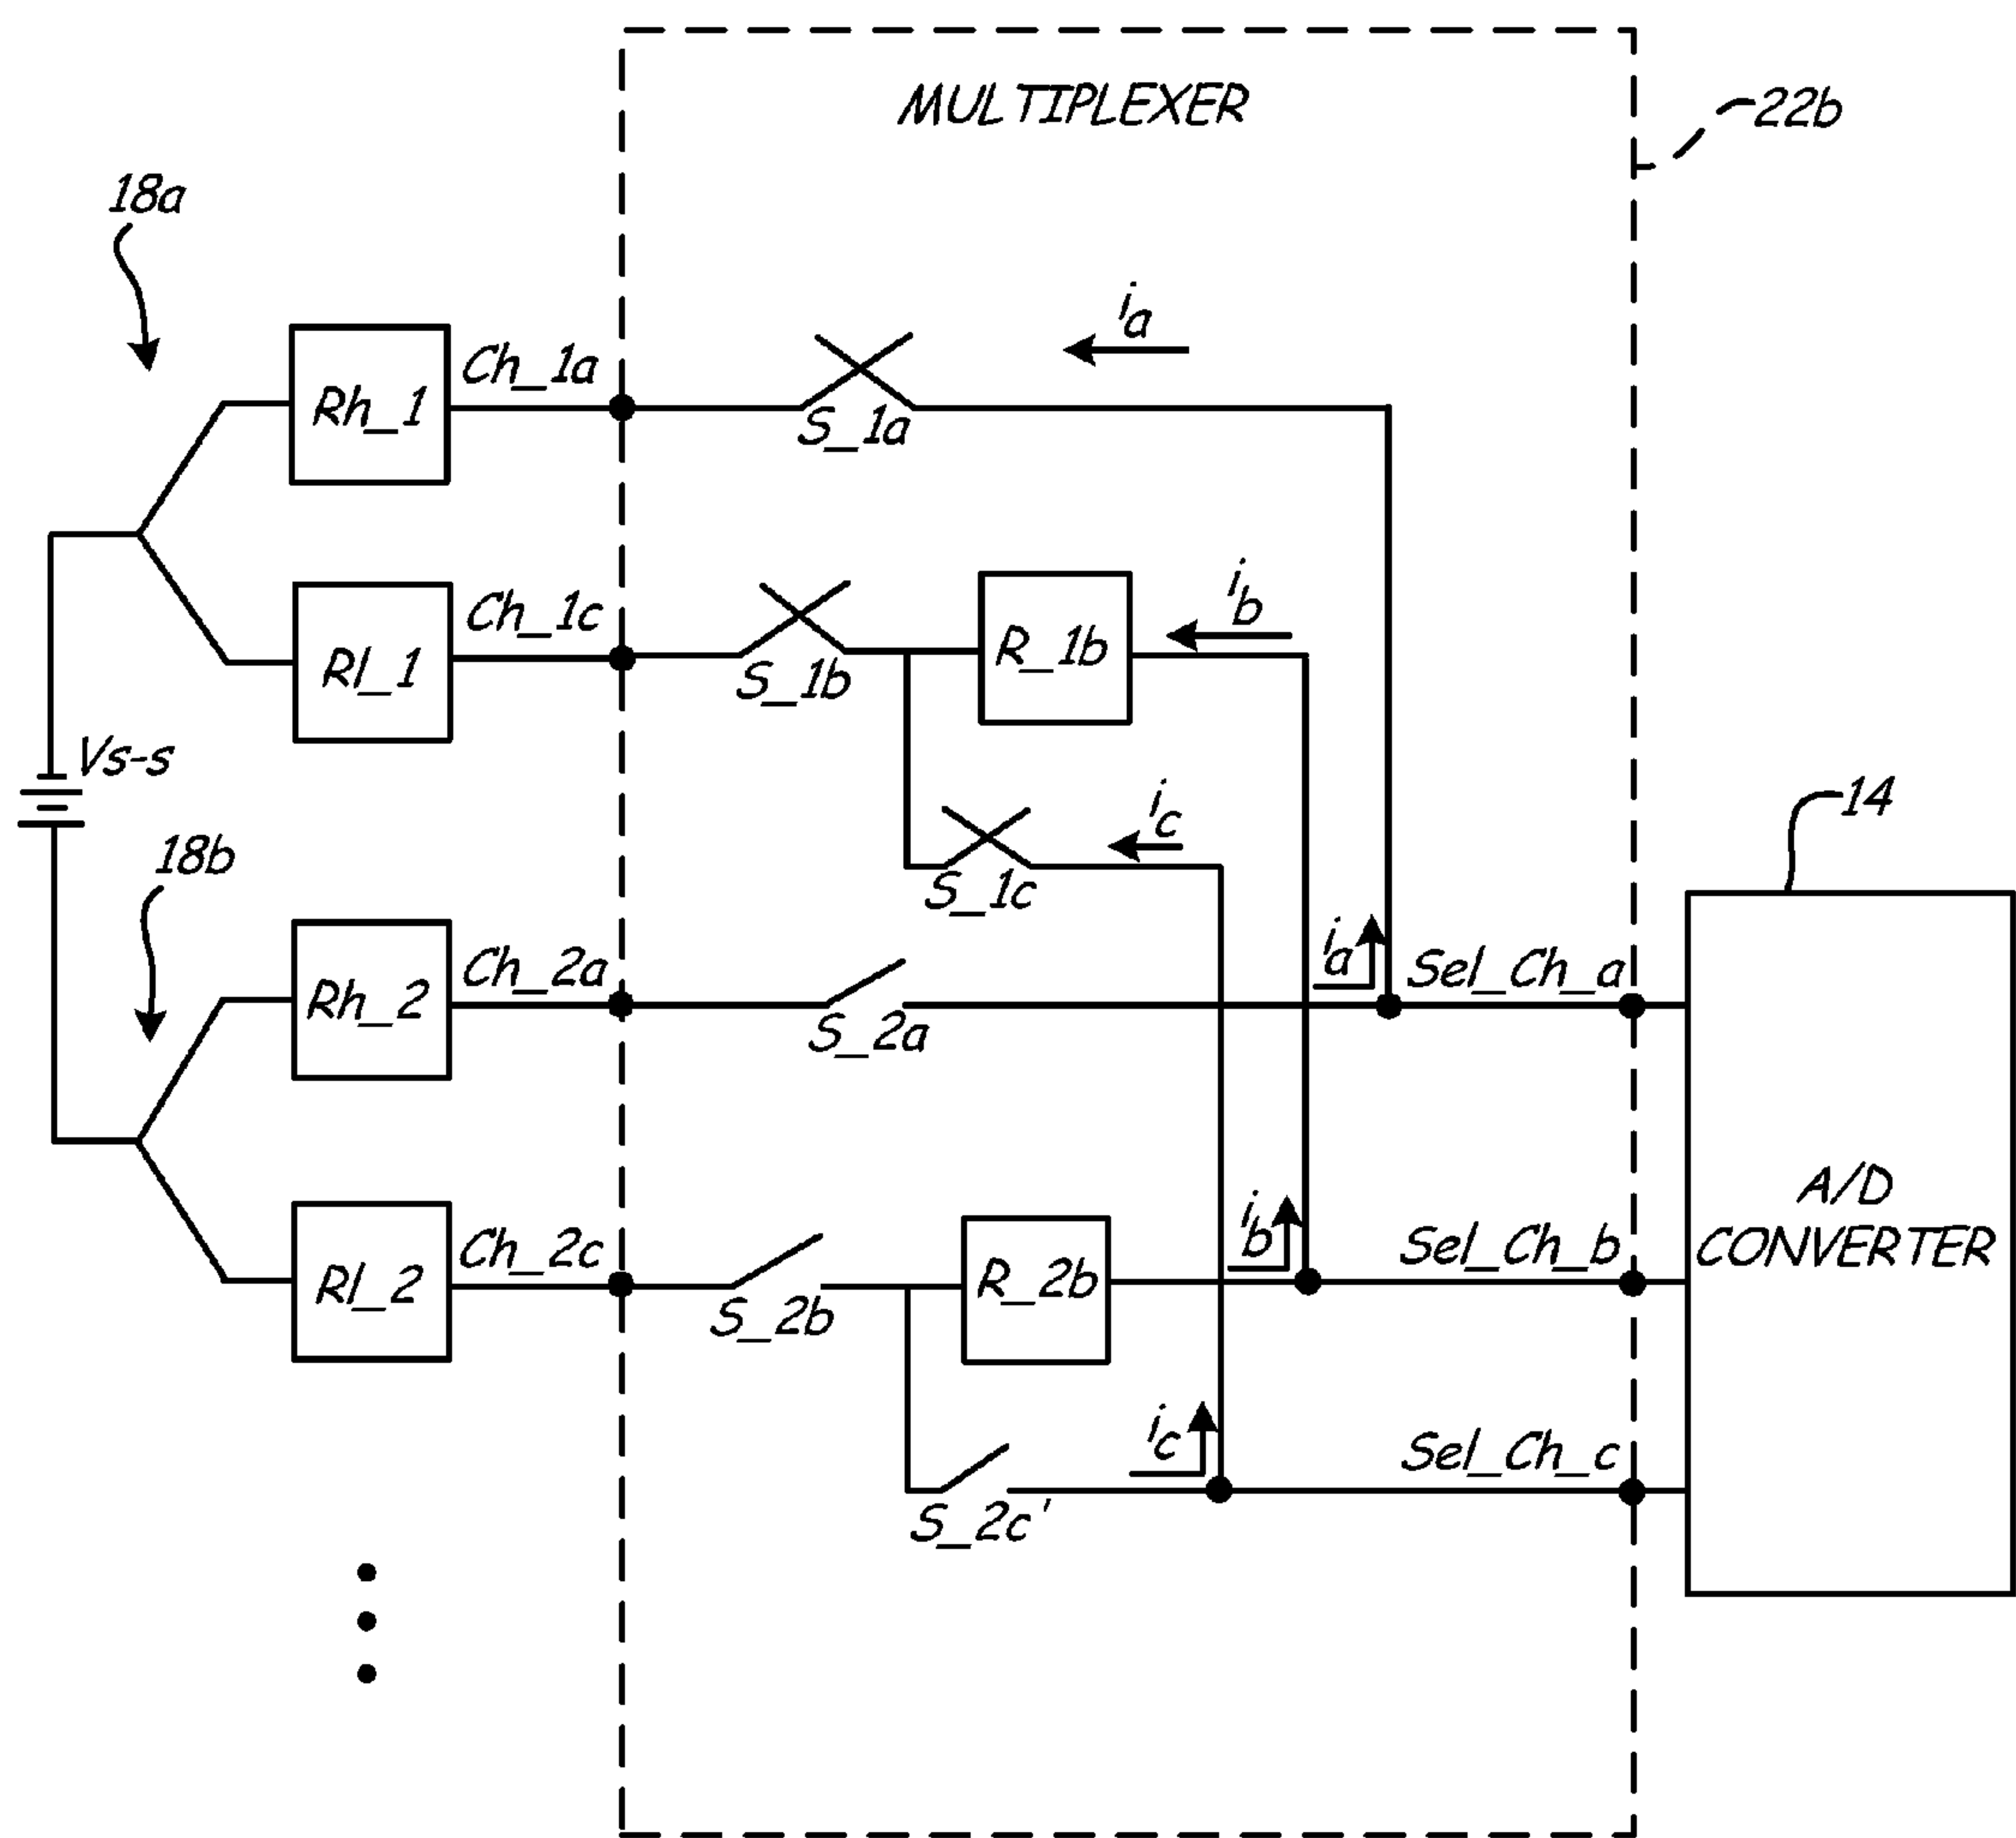 MULTIPLEXER
22b
18a
i_a
Ch_1a
Rh_1
S_1a
i_b
Ch_1c
R_1b
Rl_1
S_1b
Vs-s
i_c
14
18b
S_1c
i_a
Sel_Ch_a
Ch_2a
Rh_2
S_2a
A/D
CONVERTER
i_b
Sel_Ch_b
Ch_2c
R_2b
Rl_2
S_2b
i_c
Sel_Ch_c
S_2c'